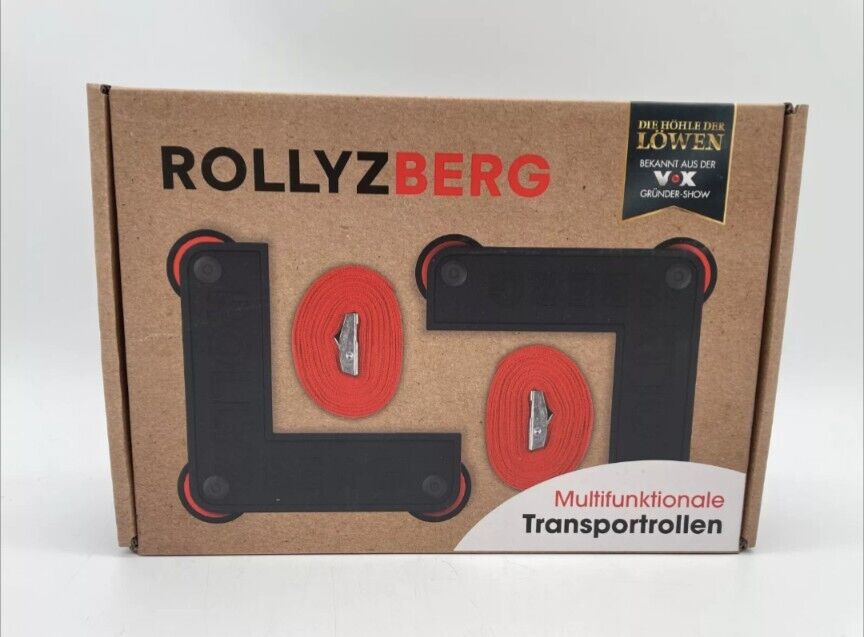 ROLLYZBERG
DIE HÖHLE DER
LÖWEN
BEKANNT AUS DER
VOX
GRÜNDER-SHOW
Multifunktionale
Transportrollen